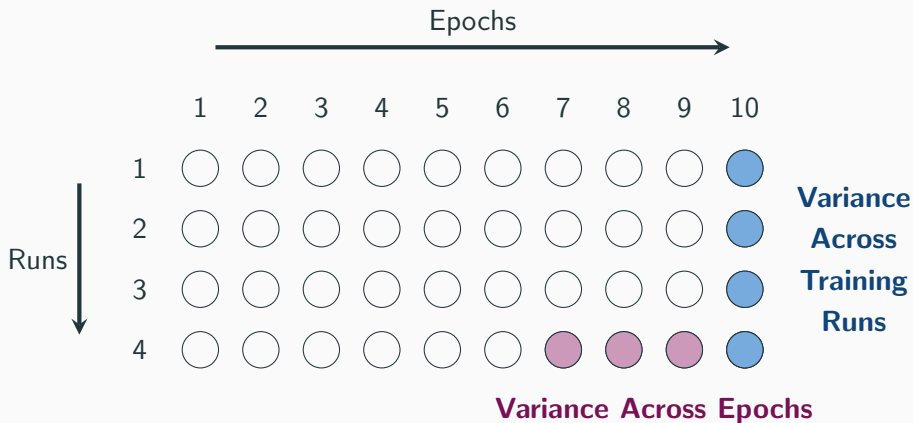 Epochs
1 2 3 4 5 6 7 8 9 10
1
2
3
4
Runs
Variance
Across
Training
Runs
Variance Across Epochs